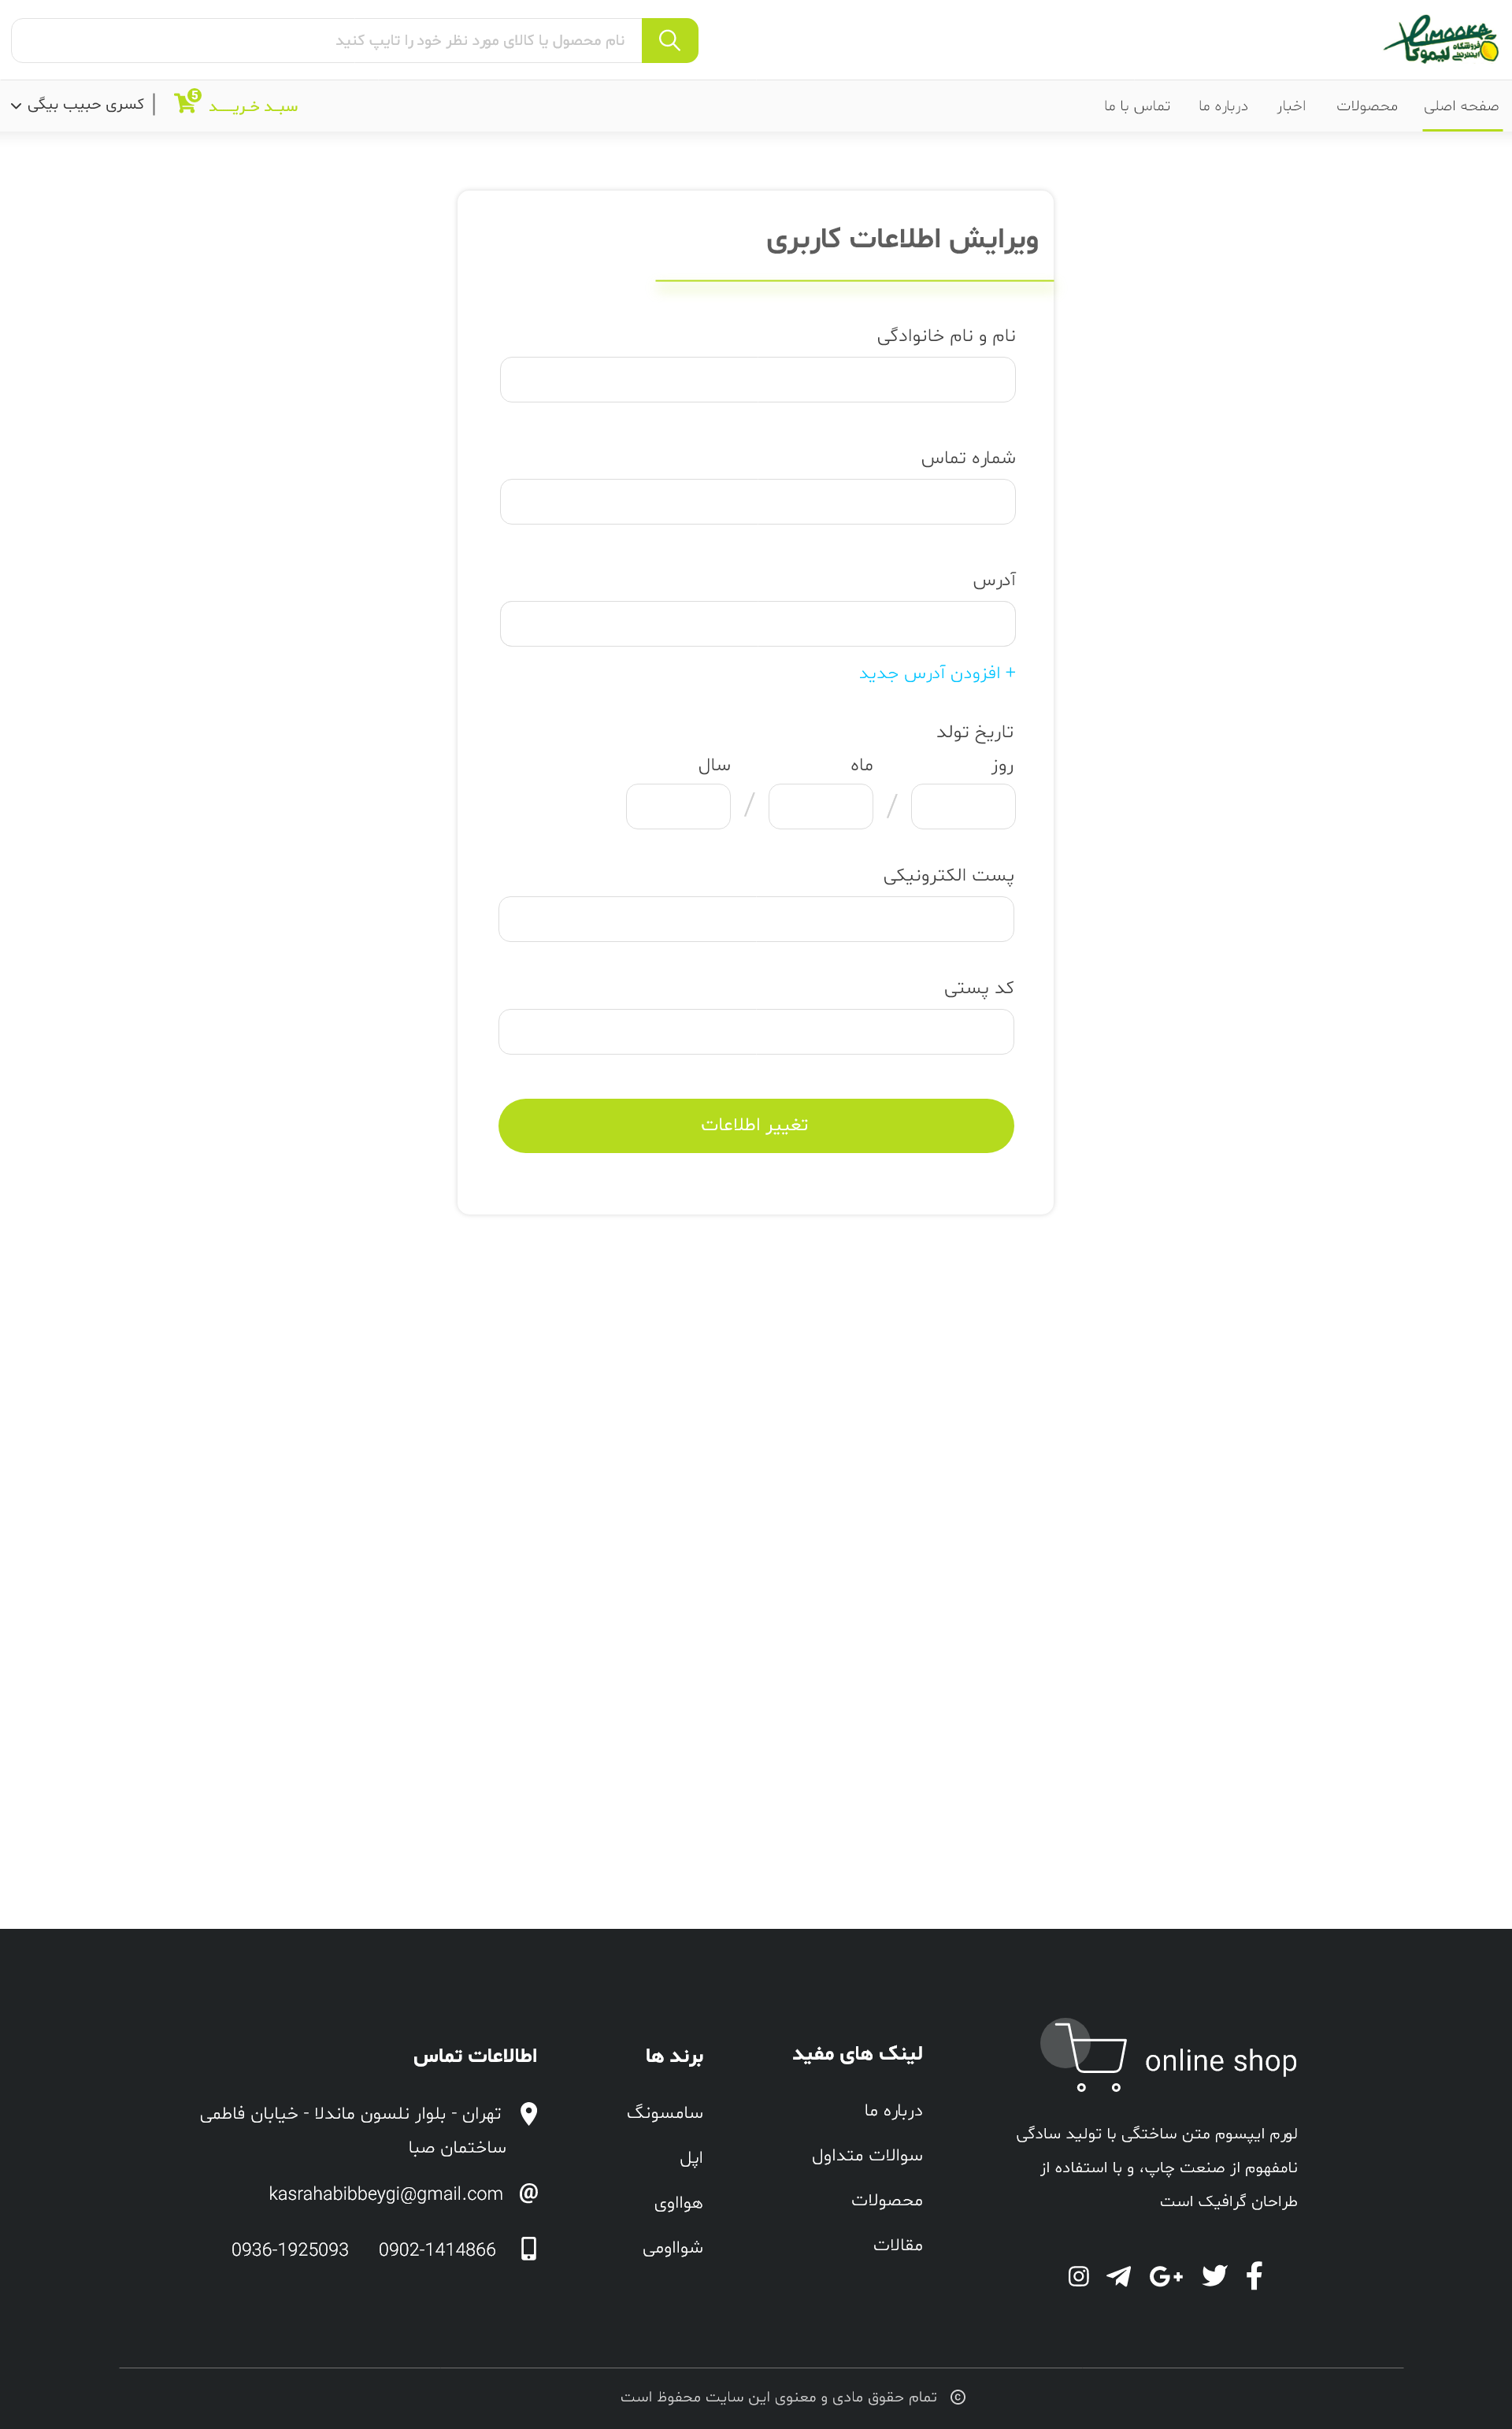 LIMOOKA
فروشگاه
اینترنتی
لیموکا
نام محصول یا کالای مورد نظر خود را تایپ کنید
صفحه اصلی
محصولات
اخبار
درباره ما
تماس با ما
سبـد خـریـــد
5
کسری حبیب بیگی
ویرایش اطلاعات کاربری
نام و نام خانوادگی
شماره تماس
آدرس
+ افزودن آدرس جدید
تاریخ تولد
روز
ماه
سال
/
/
پست الکترونیکی
کد پستی
تغییر اطلاعات
online shop
لورم ایپسوم متن ساختگی با تولید سادگی
نامفهوم از صنعت چاپ، و با استفاده از
طراحان گرافیک است
لینک های مفید
درباره ما
سوالات متداول
محصولات
مقالات
برند ها
سامسونگ
اپل
هوااوی
شوااومی
اطالاعات تماس
تهران - بلوار نلسون ماندلا - خیابان فاطمی
ساختمان صبا
kasrahabibbeygi@gmail.com
0936-1925093 0902-1414866
© تمام حقوق مادی و معنوی این سایت محفوظ است